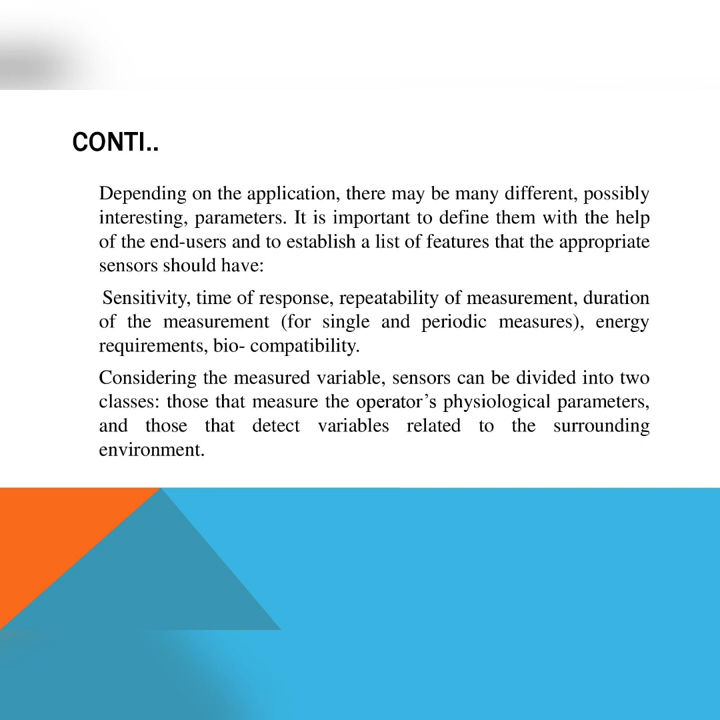 CONTI..
Depending on the application, there may be many different, possibly
interesting, parameters. It is important to define them with the help
of the end-users and to establish a list of features that the appropriate
sensors should have:
Sensitivity, time of response, repeatability of measurement, duration
of the measurement (for single and periodic measures), energy
requirements, bio- compatibility.
Considering the measured variable, sensors can be divided into two
classes: those that measure the operator's physiological parameters,
and those that detect variables related to the surrounding
environment.